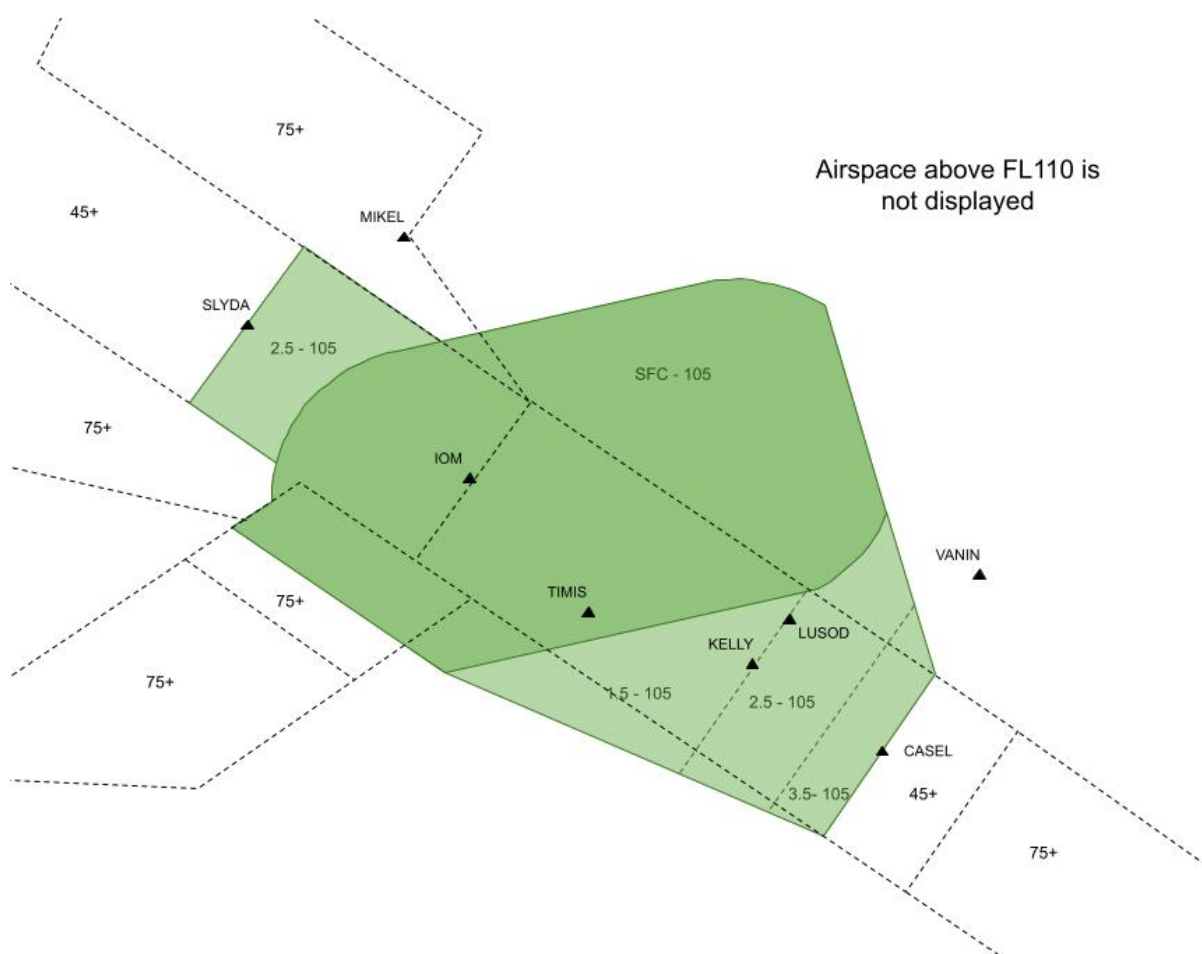 75+
Airspace above FL110 is
not displayed
45+
MIKEL
SLYDA
2.5 - 105
SFC - 105
75+
IOM
VANIN
75+
TIMIS
LUSOD
KELLY
75+
1.5 - 105
2.5 - 105
CASEL
3.5- 105
45+
75+